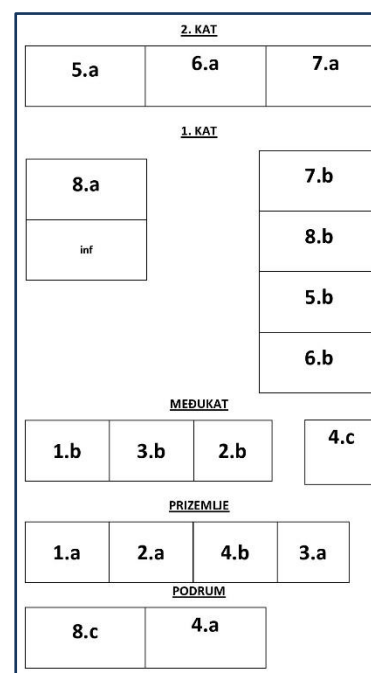 2. KAT
5.a 6.a 7.a
1. KAT
8.a
inf
7.b
8.b
5.b
6.b
MEĐUKAT
1.b 3.b 2.b 4.c
PRIZEMLJE
1.a 2.a 4.b 3.a
PODRUM
8.c 4.a